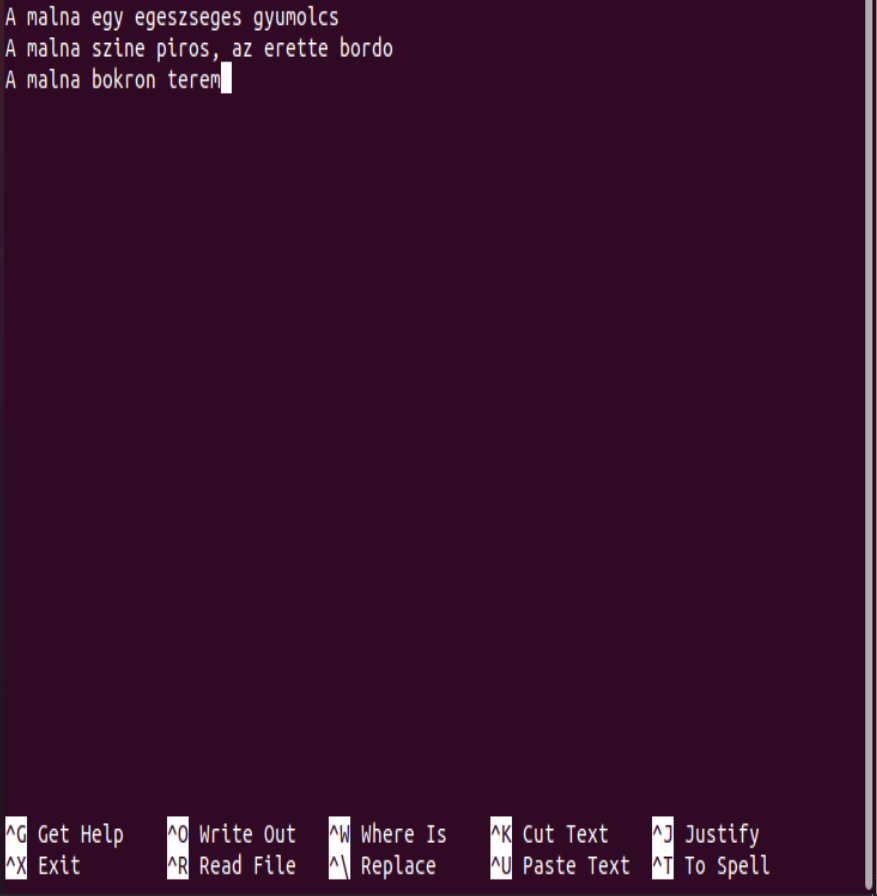 A malna egy egeszseges gyumolcs
A malna szine piros, az erette bordo
A malna bokron terem
^G Get Help ^O Write Out ^W Where Is ^K Cut Text ^J Justify
^X Exit ^R Read File ^\ Replace ^U Paste Text ^T To Spell